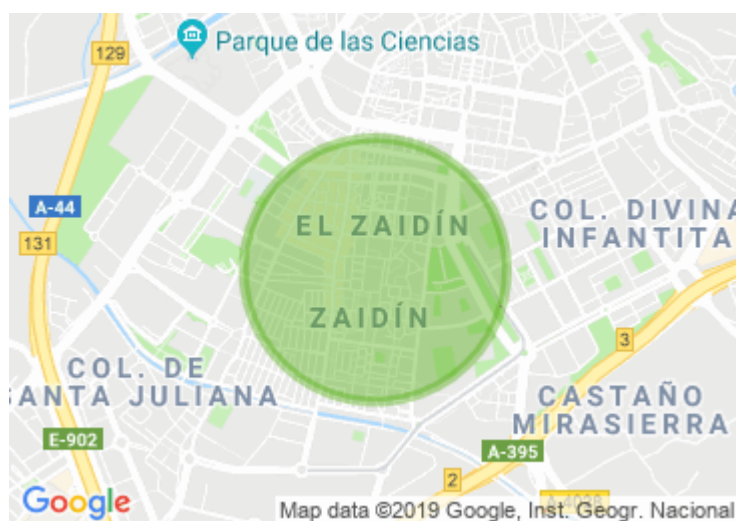 129
Parque de las Ciencias
A-44
131
EL ZAIDÍN
COL. DIVINA
INFANTITA
ZAIDÍN
3
COL. DE
SANTA JULIANA
CASTAÑO
MIRASIERRA
E-902
A-395
2
A-4028
Google
Map data ©2019 Google, Inst. Geogr. Nacional